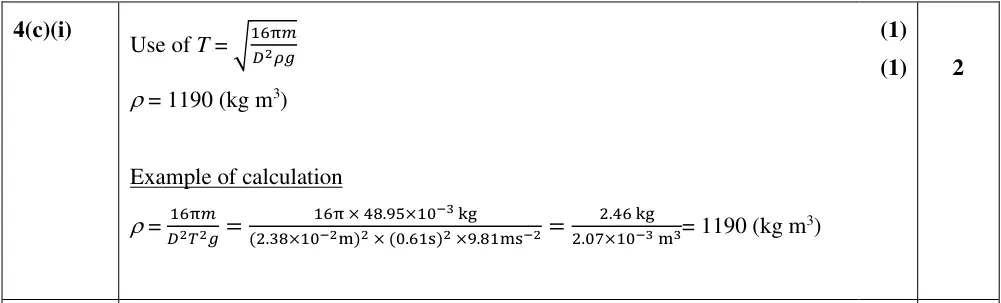 4(c)(i)
Use of T = √(16πm / D²ρg) (1)
(1) 2
ρ = 1190 (kg m³)
Example of calculation
ρ = 16πm / D²T²g = 16π × 48.95×10⁻³ kg / (2.38×10⁻²m)² × (0.61s)² ×9.81ms⁻² = 2.46 kg / 2.07×10⁻³ m³ = 1190 (kg m³)